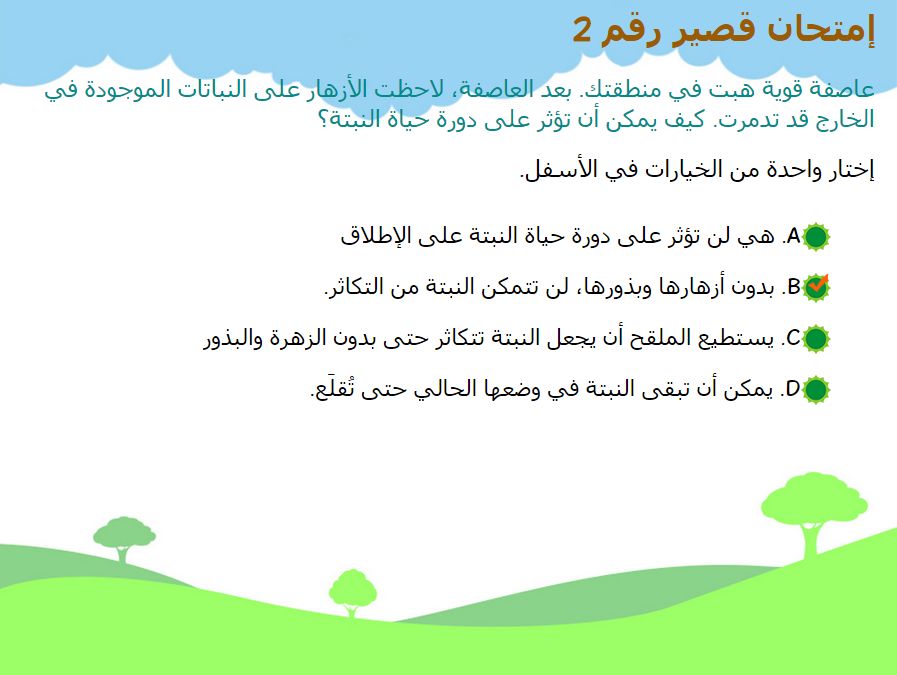 إمتحان قصير رقم 2
عاصفة قوية هبت في منطقتك. بعد العاصفة، لاحظت الأزهار على النباتات الموجودة في
الخارج قد تدمرت. كيف يمكن أن تؤثر على دورة حياة النبتة؟
إختار واحدة من الخيارات في الأسفل.
A. هي لن تؤثر على دورة حياة النبتة على الإطلاق
B. بدون أزهارها وبذورها، لن تتمكن النبتة من التكاثر.
C. يستطيع الملقح أن يجعل النبتة تتكاثر حتى بدون الزهرة والبذور
D. يمكن أن تبقى النبتة في وضعها الحالي حتى تُقلَّع.